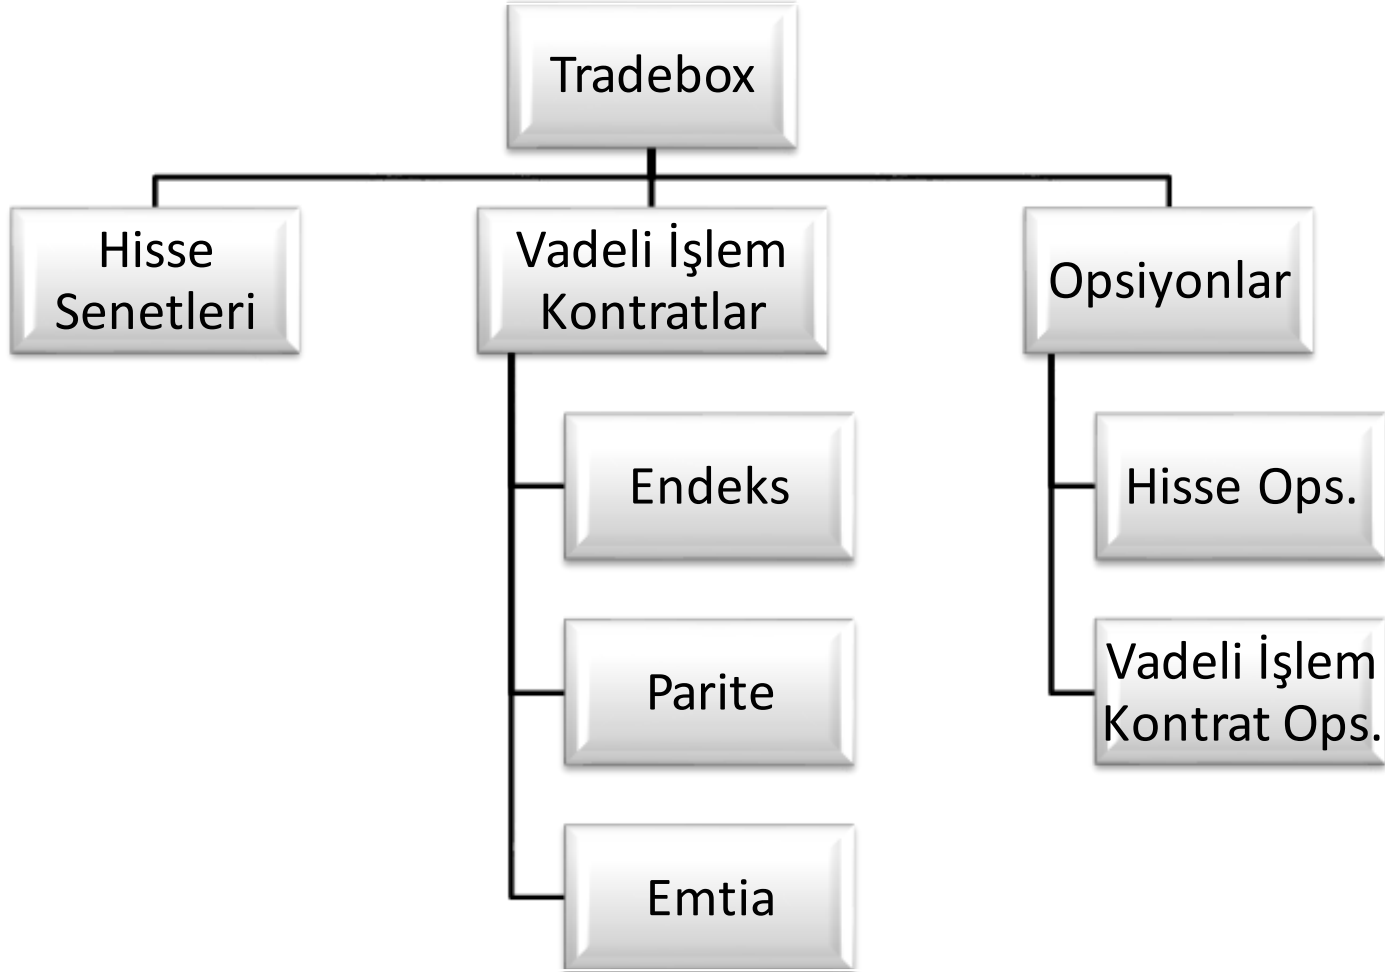 Tradebox
Hisse
Senetleri
Vadeli İşlem
Kontratlar
Opsiyonlar
Endeks
Hisse Ops.
Parite
Vadeli İşlem
Kontrat Ops.
Emtia